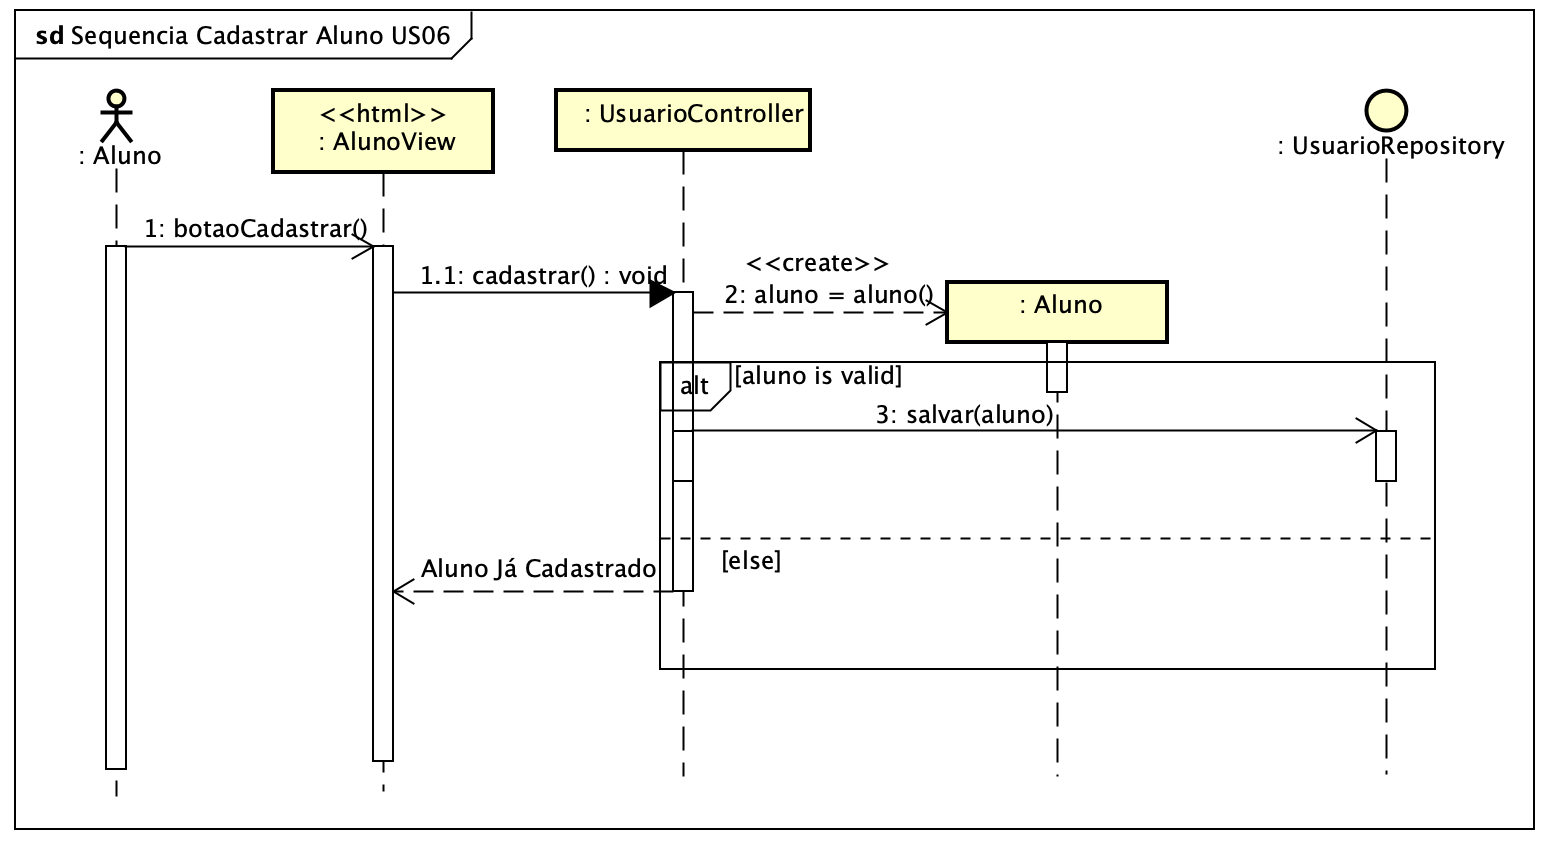 sd Sequencia Cadastrar Aluno US06
: Aluno
<<html>>
: AlunoView
: UsuarioController
: UsuarioRepository
1: botaoCadastrar()
1.1: cadastrar() : void
<<create>>
2: aluno = aluno()
: Aluno
alt
[aluno is valid]
3: salvar(aluno)
[else]
Aluno Já Cadastrado